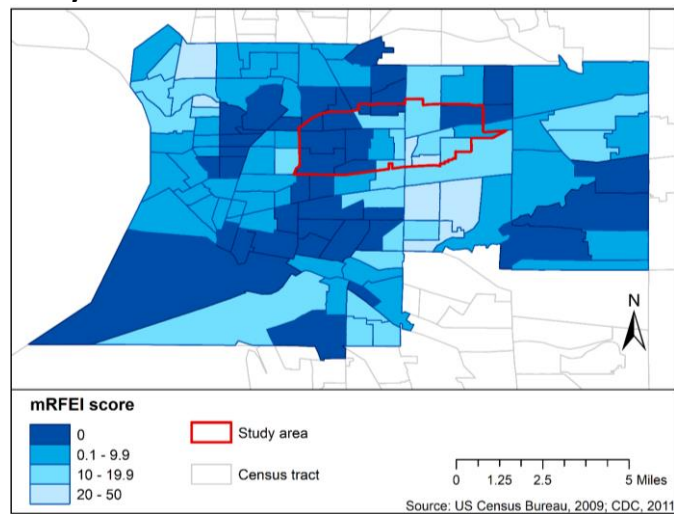 N
mRFEI score
0
0.1 - 9.9
10 - 19.9
20 - 50
Study area
Census tract
0 1.25 2.5 5 Miles
Source: US Census Bureau, 2009; CDC, 2011